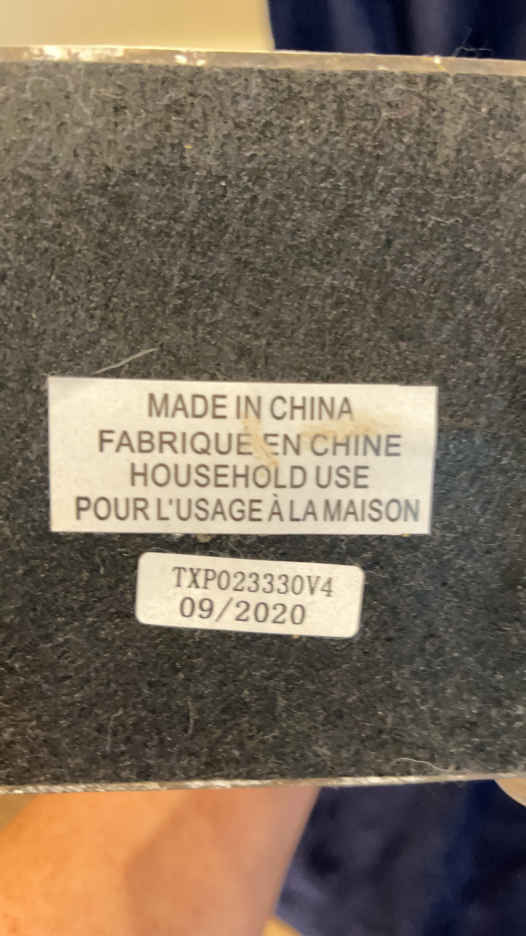 MADE IN CHINA
FABRIQUE EN CHINE
HOUSEHOLD USE
POUR L'USAGE À LA MAISON
TXP023330V4
09/2020